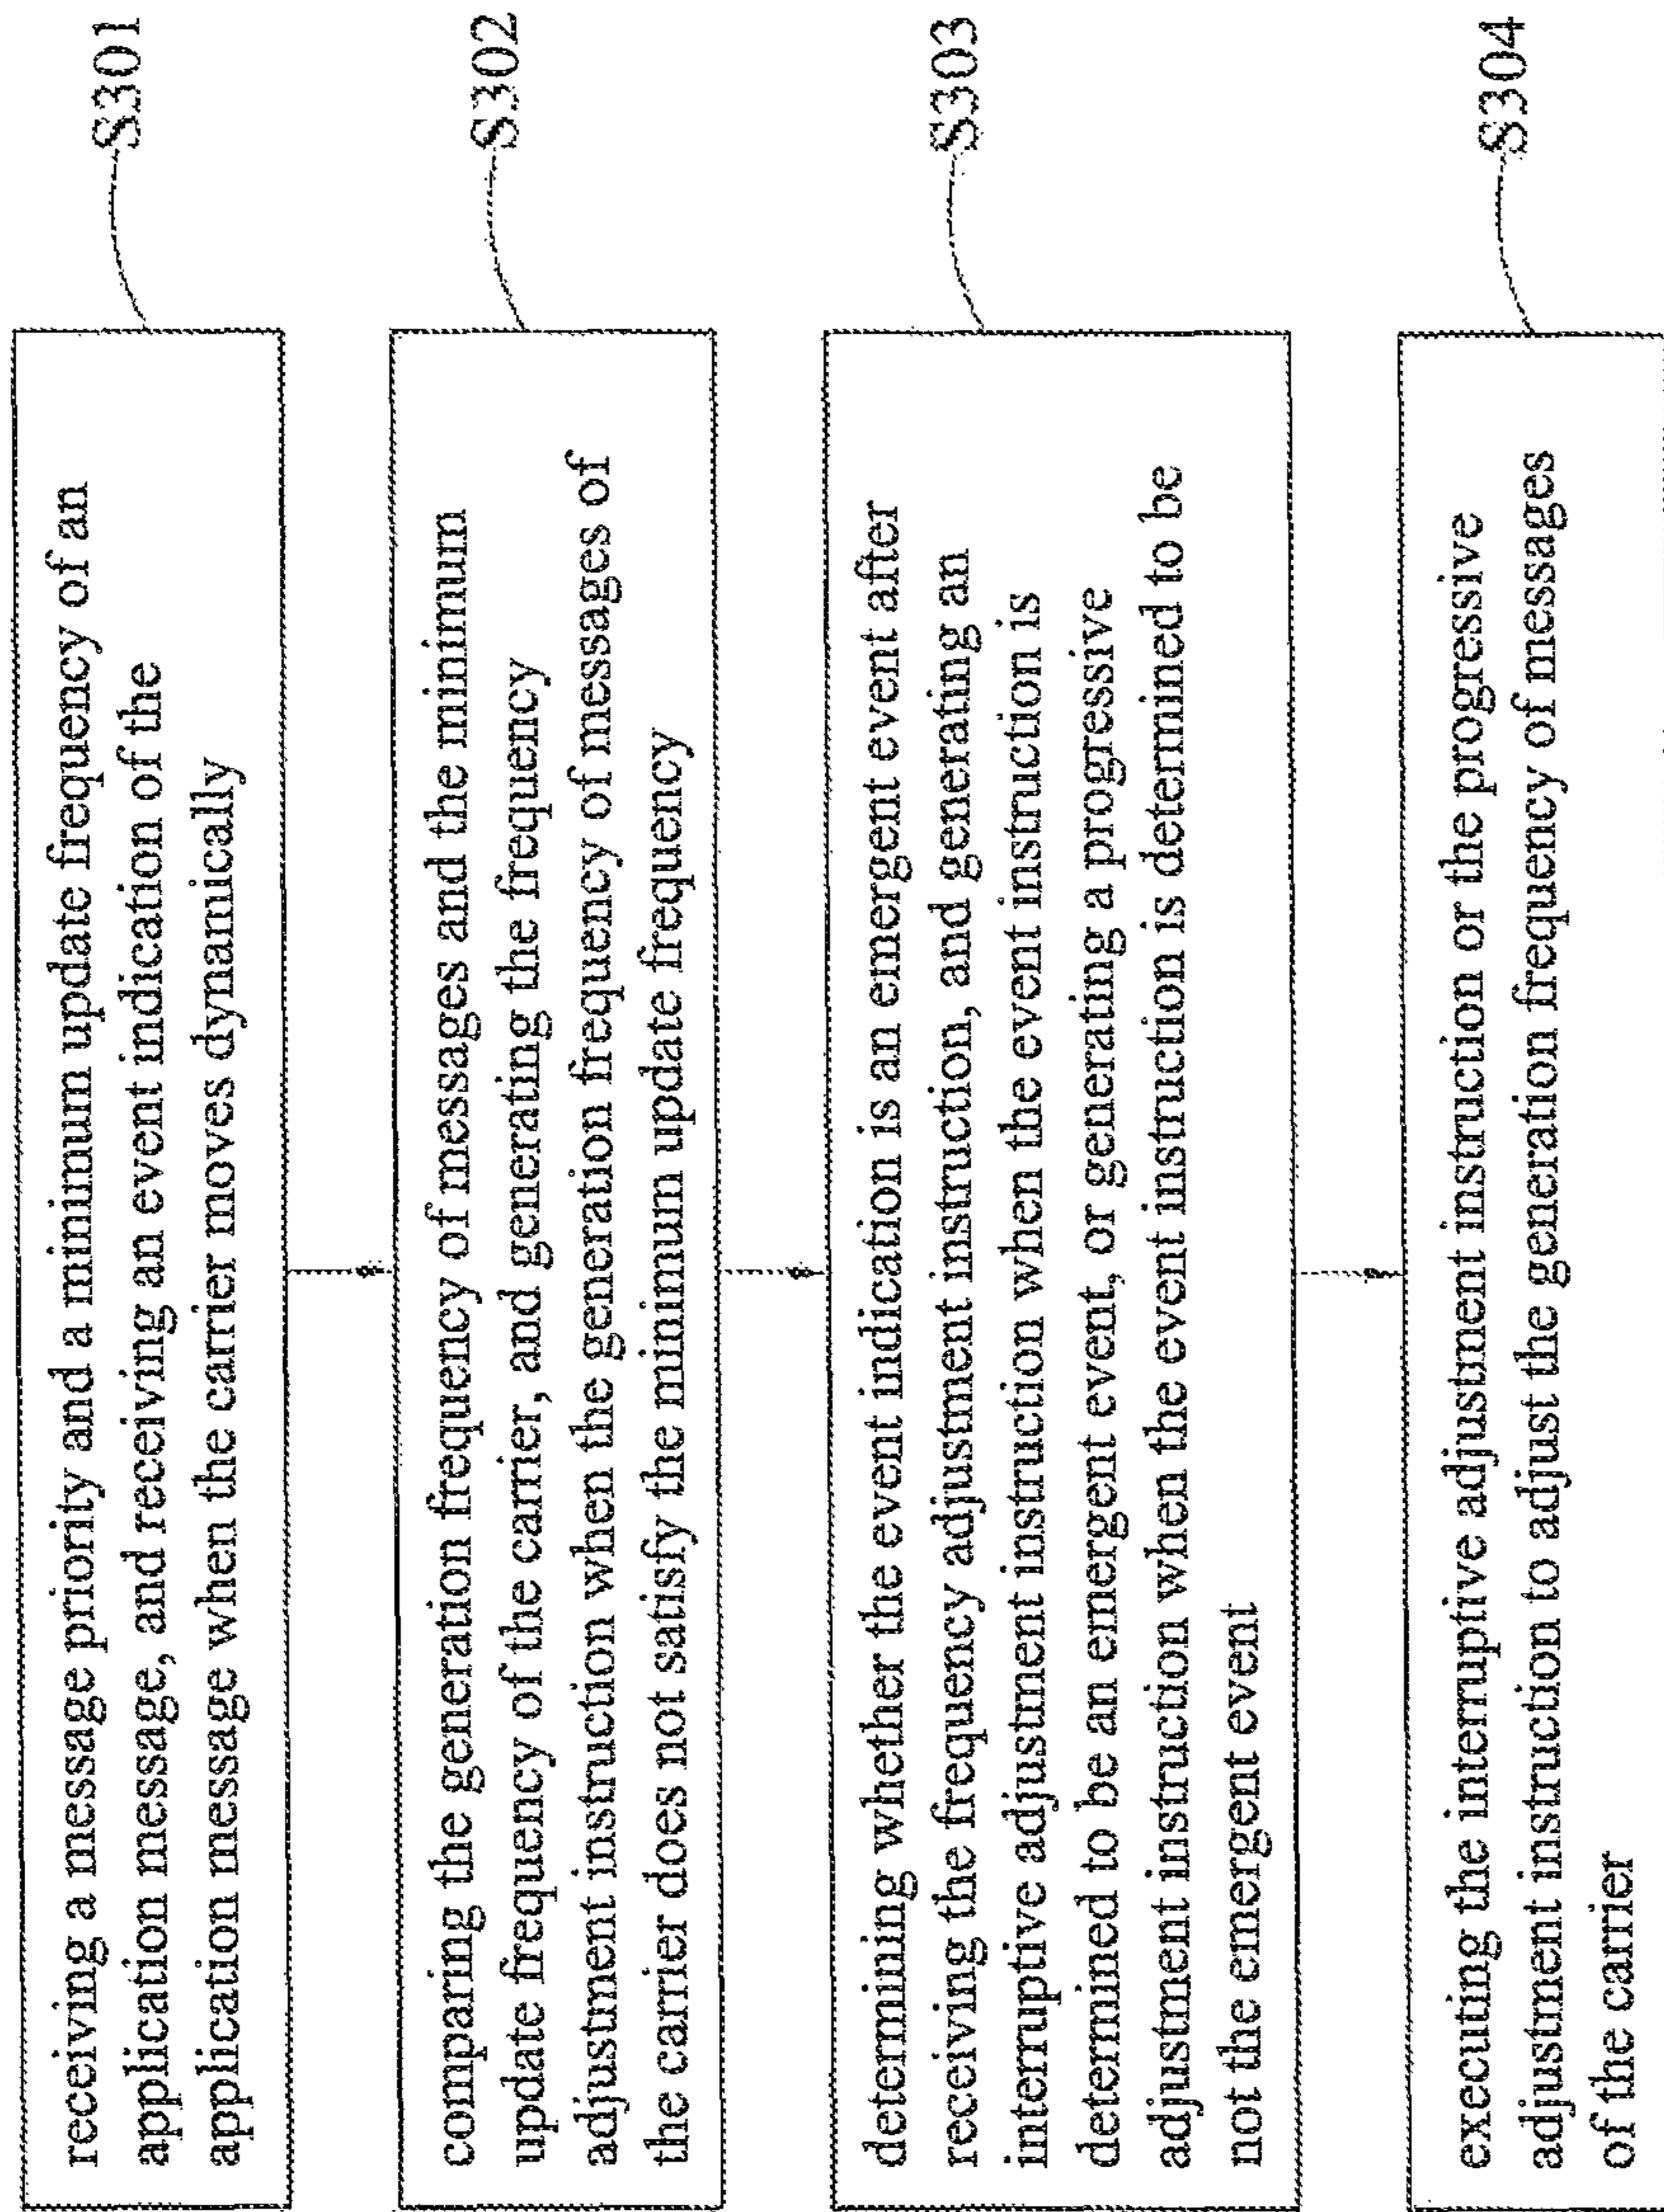 receiving a message priority and a minimum update frequency of an
application message, and receiving an event indication of the
application message when the carrier moves dynamically
S301
comparing the generation frequency of messages and the minimum
update frequency of the carrier, and generating the frequency
adjustment instruction when the generation frequency of messages of
the carrier does not satisfy the minimum update frequency
S302
determining whether the event indication is an emergent event after
receiving the frequency adjustment instruction, and generating an
interruptive adjustment instruction when the event instruction is
determined to be an emergent event, or generating a progressive
adjustment instruction when the event instruction is determined to be
not the emergent event
S303
executing the interruptive adjustment instruction or the progressive
adjustment instruction to adjust the generation frequency of messages
of the carrier
S304